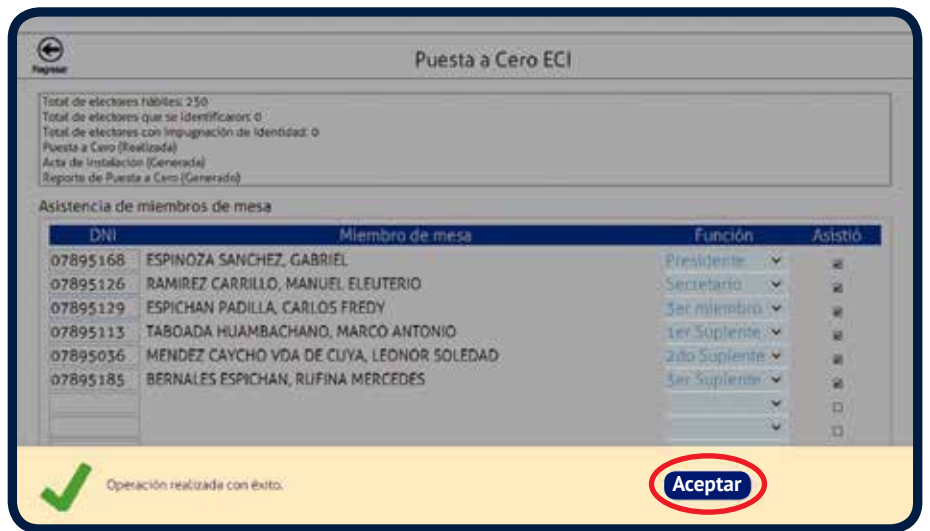 Regresar
Puesta a Cero ECI
Total de electores hábiles: 250
Total de electores que se identificaron: 0
Total de electores con impugnación de identidad: 0
Puesta a Cero (Realizada)
Acta de Instalación (Generada)
Reporte de Puesta a Cero (Generado)
Asistencia de miembros de mesa
DNI Miembro de mesa Función Asistió
07895168 ESPINOZA SANCHEZ, GABRIEL Presidente
07895126 RAMIREZ CARRILLO, MANUEL ELEUTERIO Secretario
07895129 ESPICHAN PADILLA, CARLOS FREDY 3er miembro
07895113 TABOADA HUAMBACHANO, MARCO ANTONIO 1er Suplente
07895036 MENDEZ CAYCHO VDA DE CUYA, LEONOR SOLEDAD 2do Suplente
07895185 BERNALES ESPICHAN, RUFINA MERCEDES 3er Suplente
Operación realizada con éxito.
Aceptar